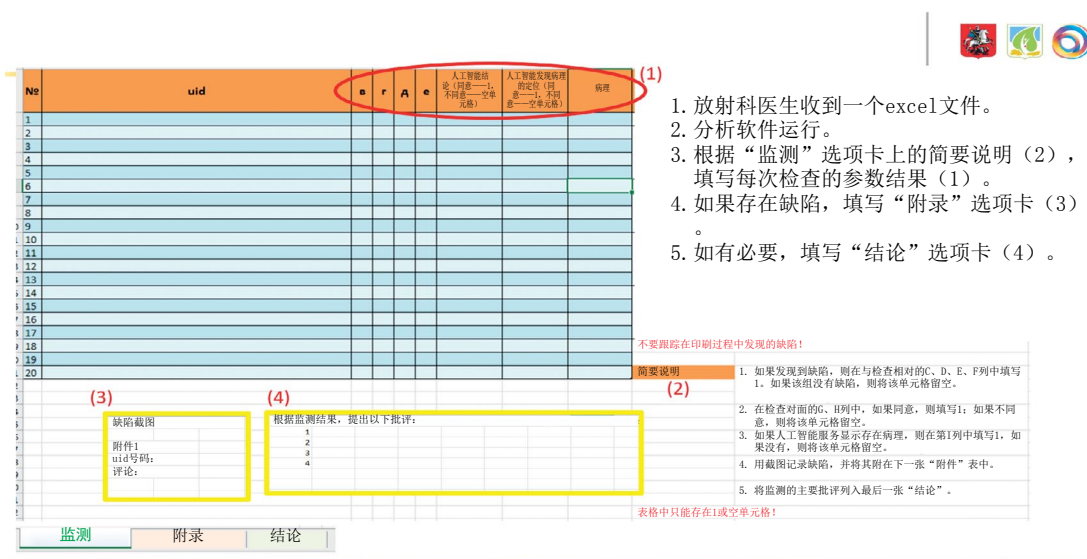 (1)
№ uid в г д е 人工智能结论（同意——1，不同意——空单元格） 人工智能发现病理的定位（同意——1，不同意——空单元格） 病理
1
2
3
4
5
6
7
8
9
10
11
12
13
14
15
16
17
18
19
20
1. 放射科医生收到一个excel文件。
2. 分析软件运行。
3. 根据“监测”选项卡上的简要说明（2），
填写每次检查的参数结果（1）。
4. 如果存在缺陷，填写“附录”选项卡（3）
。
5. 如有必要，填写“结论”选项卡（4）。
不要跟踪在印刷过程中发现的缺陷！
简要说明
(2)
1. 如果发现到缺陷，则在与检查相对的C、D、E、F列中填写
1。如果该组没有缺陷，则将该单元格留空。
2. 在检查对面的G、H列中，如果同意，则填写1；如果不同
意，则将该单元格留空。
3. 如果人工智能服务显示存在病理，则在第I列中填写1，如
果没有，则将该单元格留空。
4. 用截图记录缺陷，并将其附在下一张“附件”表中。
5. 将监测的主要批评列入最后一张“结论”。
表格中只能存在1或空单元格！
(3)
缺陷截图
附件1
uid号码：
评论：
(4)
根据监测结果，提出以下批评：
1
2
3
4
监测 附录 结论